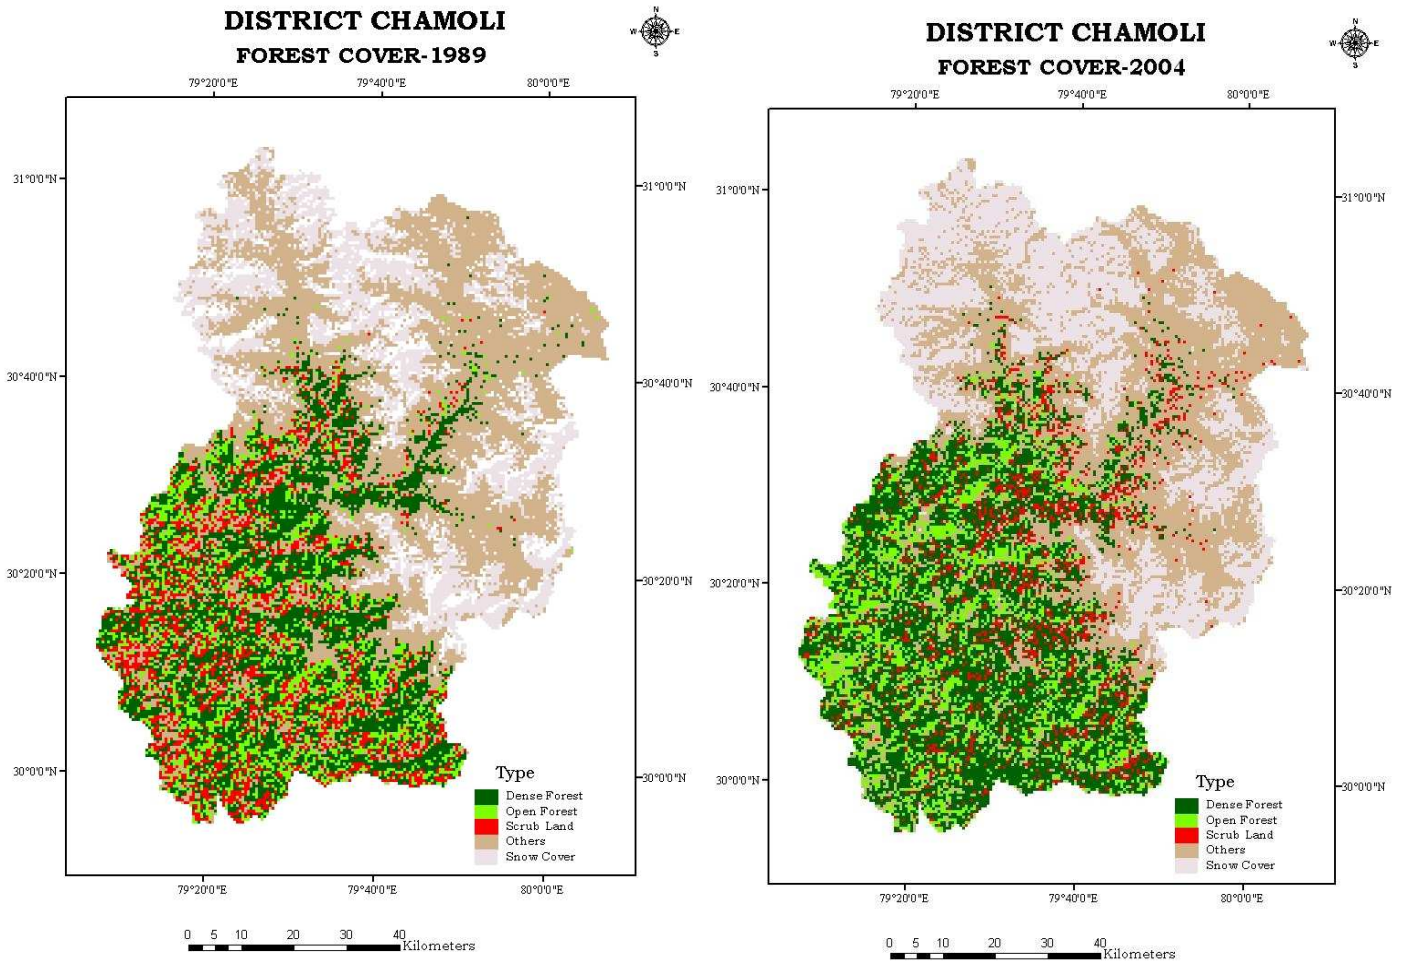 DISTRICT CHAMOLI
FOREST COVER-1989
N
W E
S
79°20'0"E 79°40'0"E 80°0'0"E
31°0'0"N 31°0'0"N
30°40'0"N 30°40'0"N
30°20'0"N 30°20'0"N
30°0'0"N 30°0'0"N
Type
Dense Forest
Open Forest
Scrub Land
Others
Snow Cover
79°20'0"E 79°40'0"E 80°0'0"E
0 5 10 20 30 40
Kilometers
DISTRICT CHAMOLI
FOREST COVER-2004
N
W E
S
79°20'0"E 79°40'0"E 80°0'0"E
31°0'0"N 31°0'0"N
30°40'0"N 30°40'0"N
30°20'0"N 30°20'0"N
30°0'0"N 30°0'0"N
Type
Dense Forest
Open Forest
Scrub Land
Others
Snow Cover
79°20'0"E 79°40'0"E 80°0'0"E
0 5 10 20 30 40
Kilometers